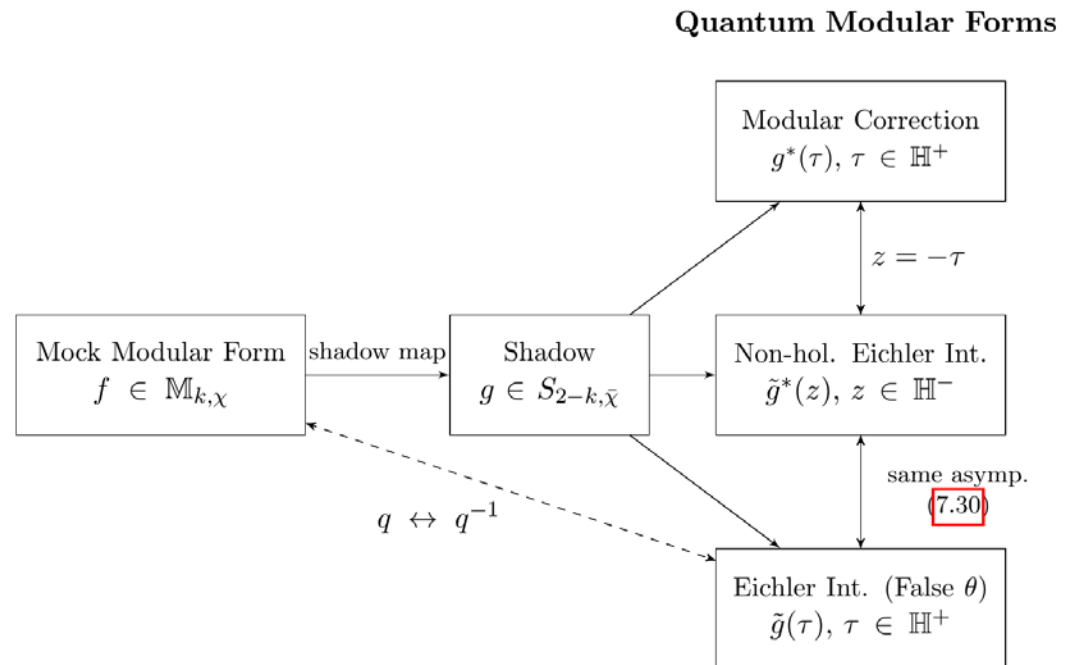 Quantum Modular Forms
Modular Correction
g*(τ), τ ∈ ℍ⁺
z = −τ
Mock Modular Form
f ∈ 𝕄ₖ,χ
shadow map
Shadow
g ∈ S₂₋ₖ,χ̄
Non-hol. Eichler Int.
g̃*(z), z ∈ ℍ⁻
same asymp.
(7.30)
q ↔ q⁻¹
Eichler Int. (False θ)
g̃(τ), τ ∈ ℍ⁺